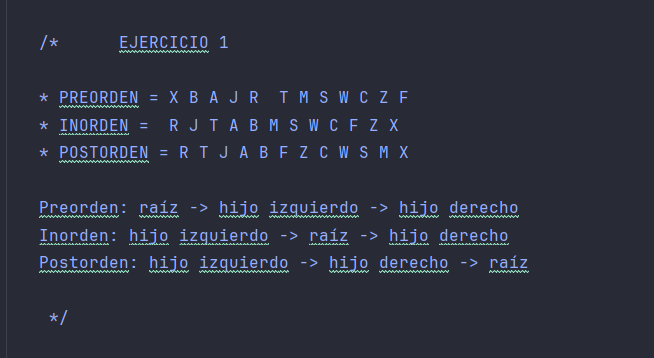 /* EJERCICIO 1
* PREORDEN = X B A J R T M S W C Z F
* INORDEN = R J T A B M S W C F Z X
* POSTORDEN = R T J A B F Z C W S M X
Preorden: raíz -> hijo izquierdo -> hijo derecho
Inorden: hijo izquierdo -> raíz -> hijo derecho
Postorden: hijo izquierdo -> hijo derecho -> raíz
*/